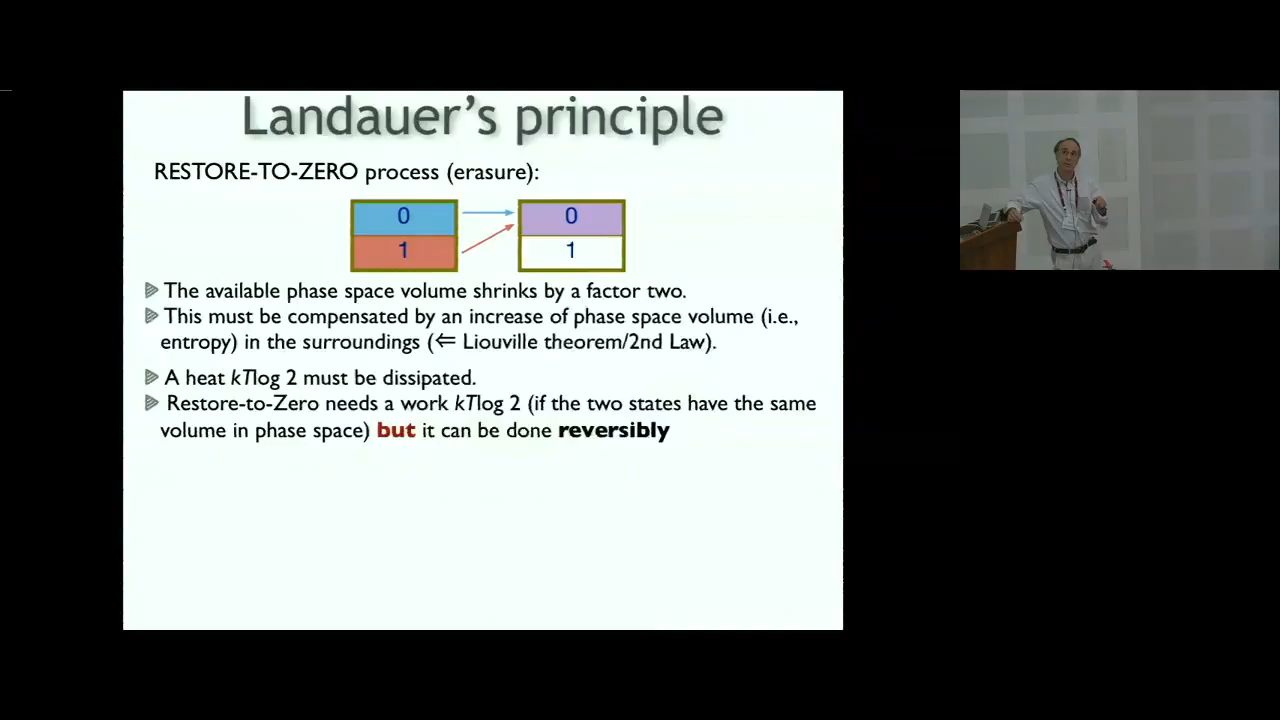 Landauer's principle
RESTORE-TO-ZERO process (erasure):
0 0
1 1
The available phase space volume shrinks by a factor two.
This must be compensated by an increase of phase space volume (i.e.,
entropy) in the surroundings (⇐ Liouville theorem/2nd Law).
A heat kTlog 2 must be dissipated.
Restore-to-Zero needs a work kTlog 2 (if the two states have the same
volume in phase space) but it can be done reversibly